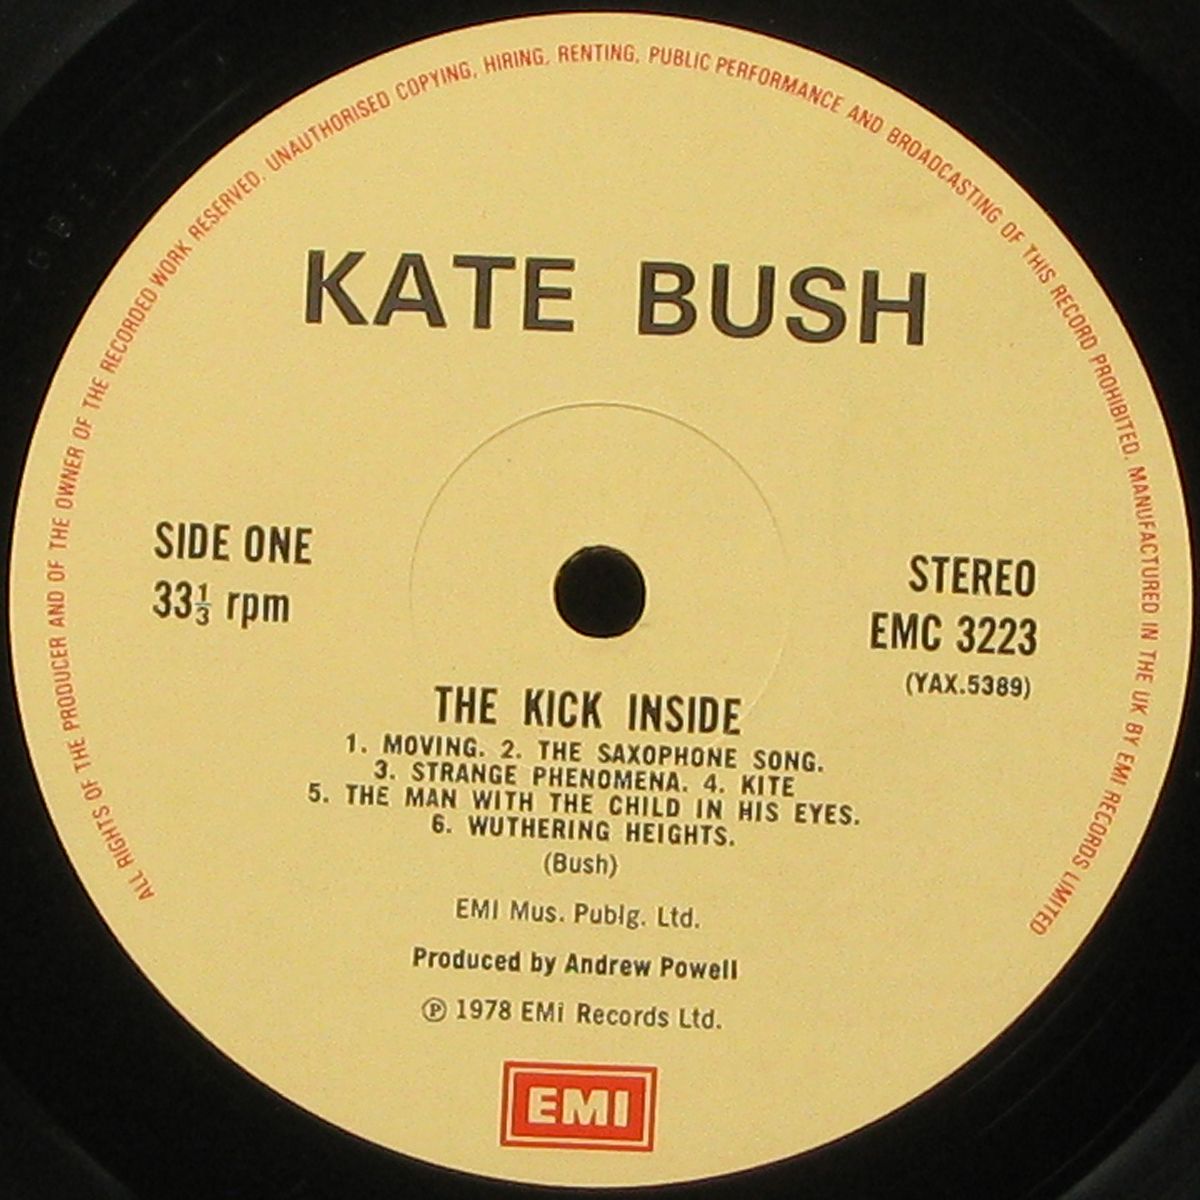 ALL RIGHTS OF THE PRODUCER AND OF THE OWNER OF THE RECORDED WORK RESERVED. UNAUTHORISED COPYING, HIRING, RENTING, PUBLIC PERFORMANCE AND BROADCASTING OF THIS RECORD PROHIBITED. MANUFACTURED IN THE UK BY EMI RECORDS LIMITED
KATE BUSH
SIDE ONE
33⅓ rpm
STEREO
EMC 3223
(YAX.5389)
THE KICK INSIDE
1. MOVING. 2. THE SAXOPHONE SONG.
3. STRANGE PHENOMENA. 4. KITE
5. THE MAN WITH THE CHILD IN HIS EYES.
6. WUTHERING HEIGHTS.
(Bush)
EMI Mus. Publg. Ltd.
Produced by Andrew Powell
℗ 1978 EMi Records Ltd.
EMI